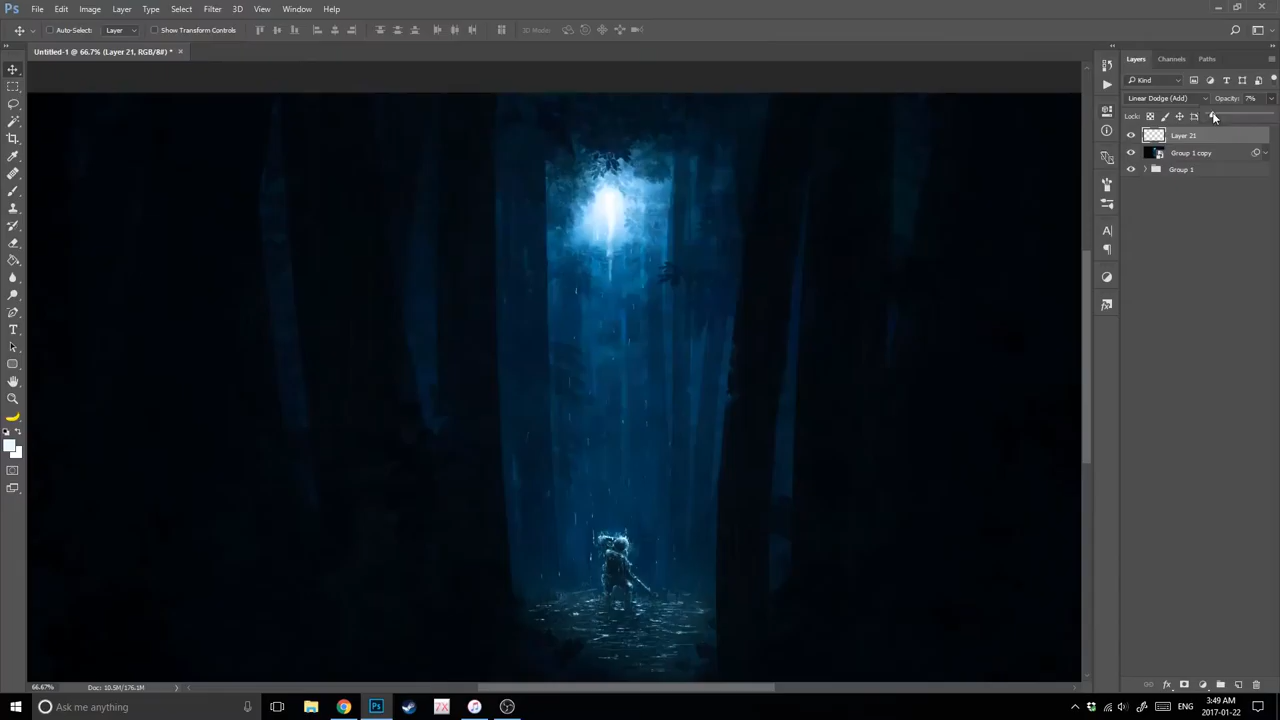 Ps File Edit Image Layer Type Select Filter 3D View Window Help
Auto-Select: Layer Show Transform Controls 3D Mode:
Untitled-1 @ 66.7% (Layer 21, RGB/8#) *
Layers Channels Paths
Kind
Linear Dodge (Add) Opacity: 7%
Lock:
Layer 21
Group 1 copy
Group 1
66.67% Doc: 10.5M/176.1M
Ask me anything
Ps
ENG
3:49 AM
2017-01-22